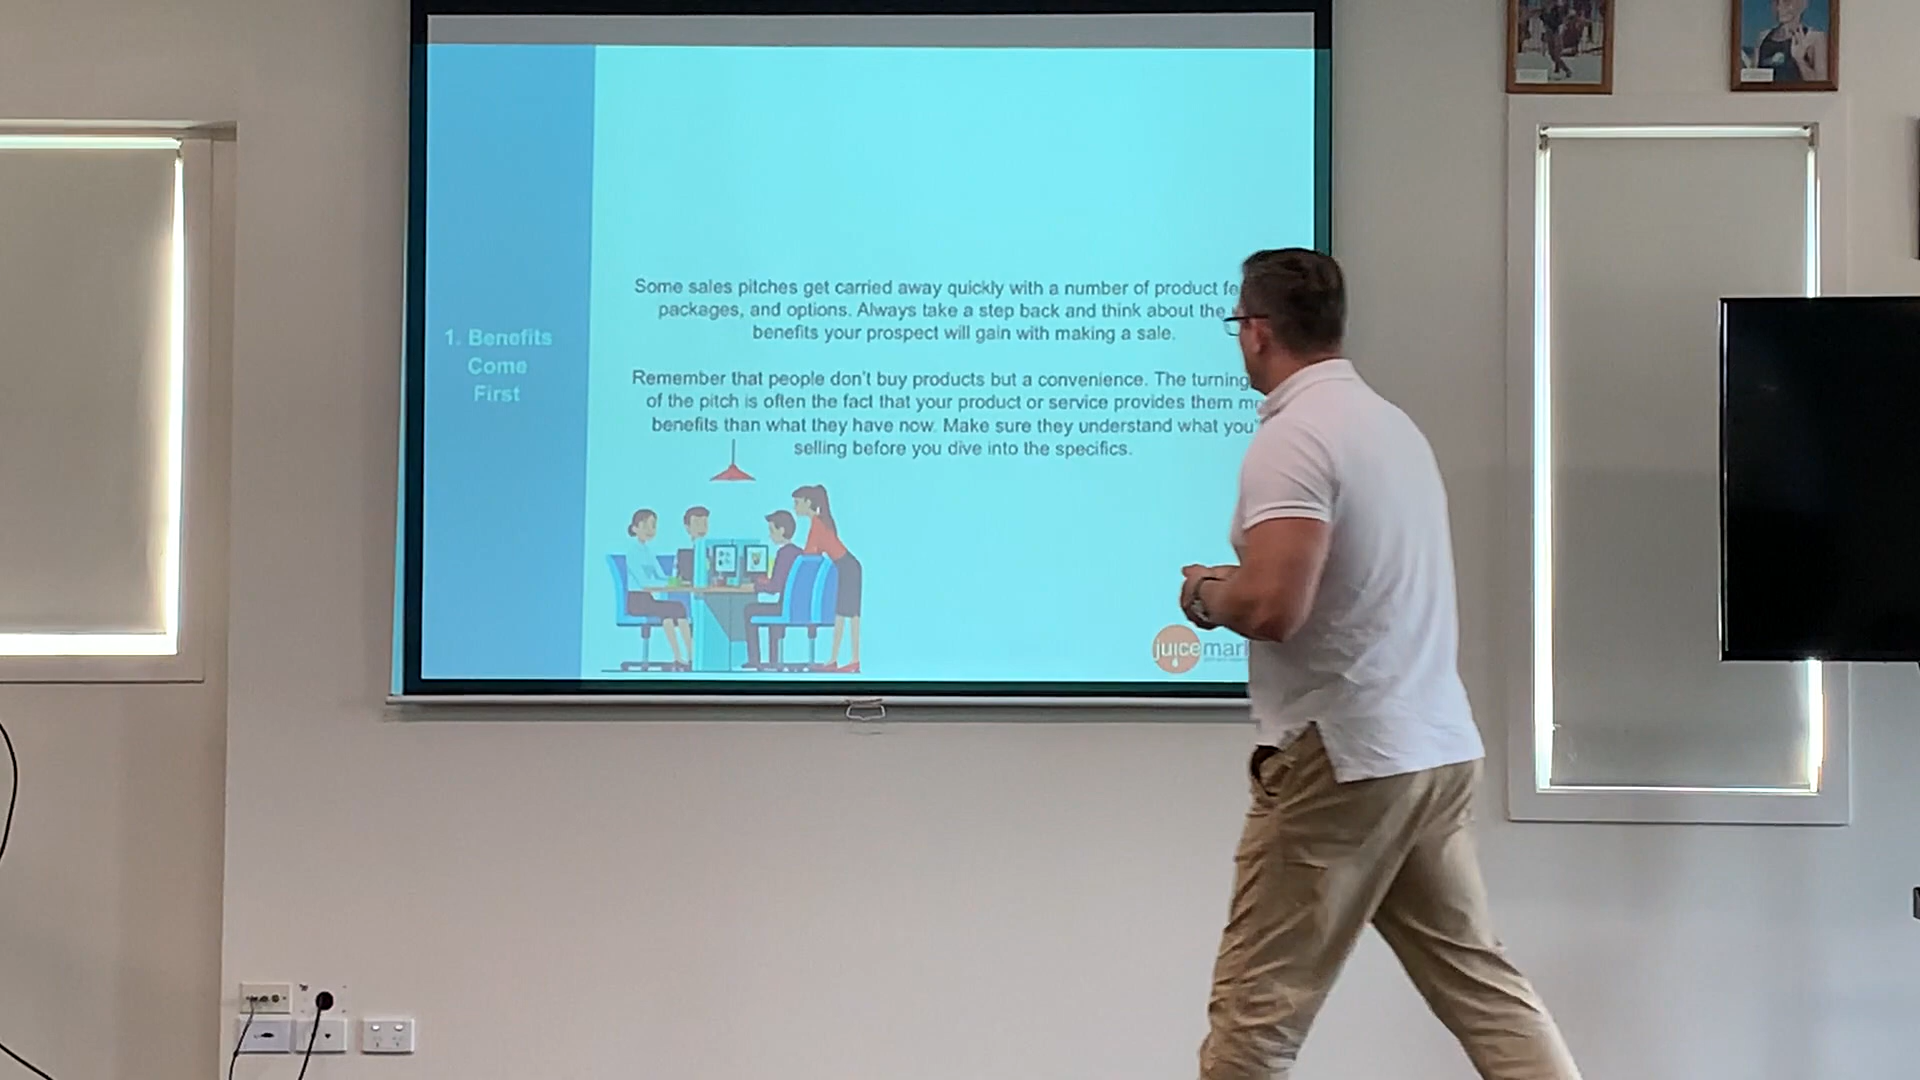 1. Benefits
Come
First
Some sales pitches get carried away quickly with a number of product fe
packages, and options. Always take a step back and think about the
benefits your prospect will gain with making a sale.
Remember that people don't buy products but a convenience. The turning
of the pitch is often the fact that your product or service provides them mo
benefits than what they have now. Make sure they understand what you'
selling before you dive into the specifics.
juicemark